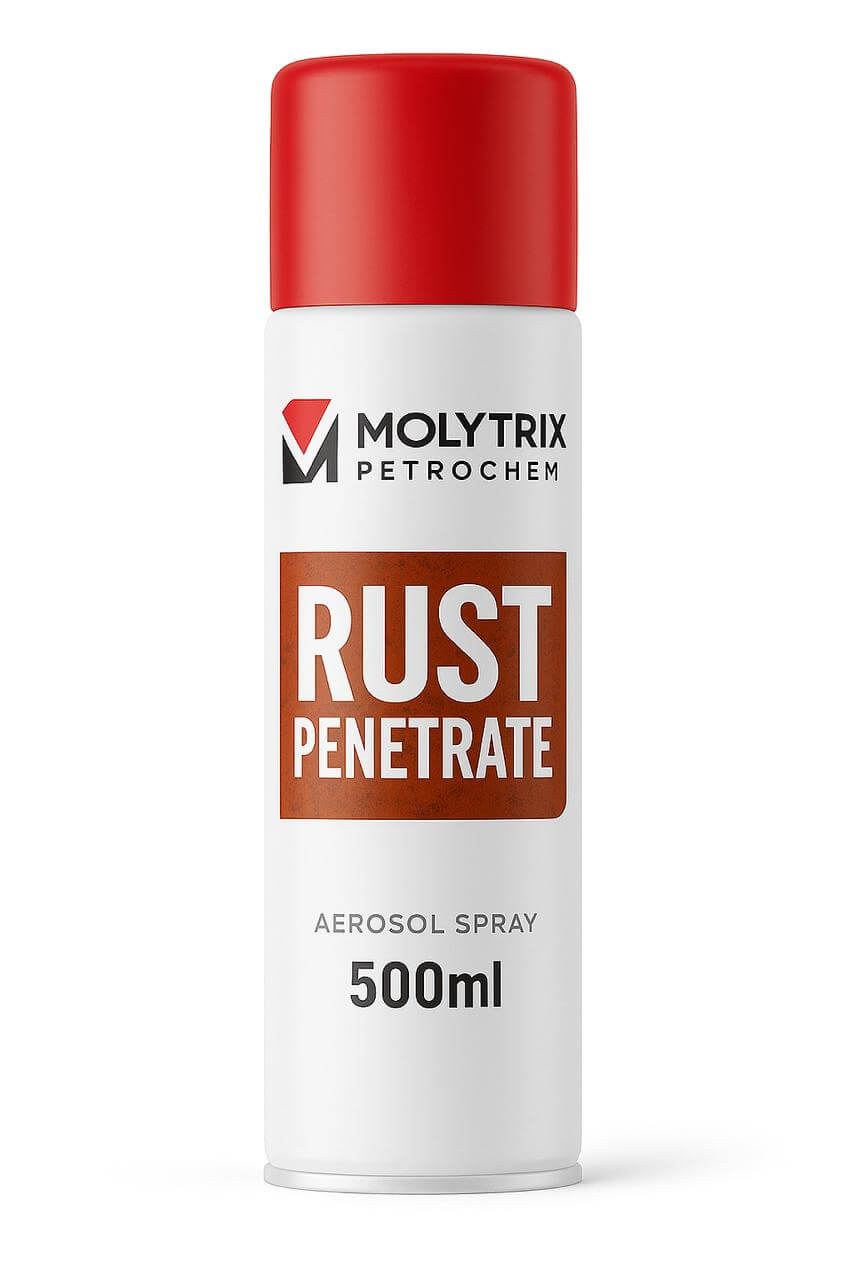 MOLYTRIX
PETROCHEM
RUST
PENETRATE
AEROSOL SPRAY
500ml